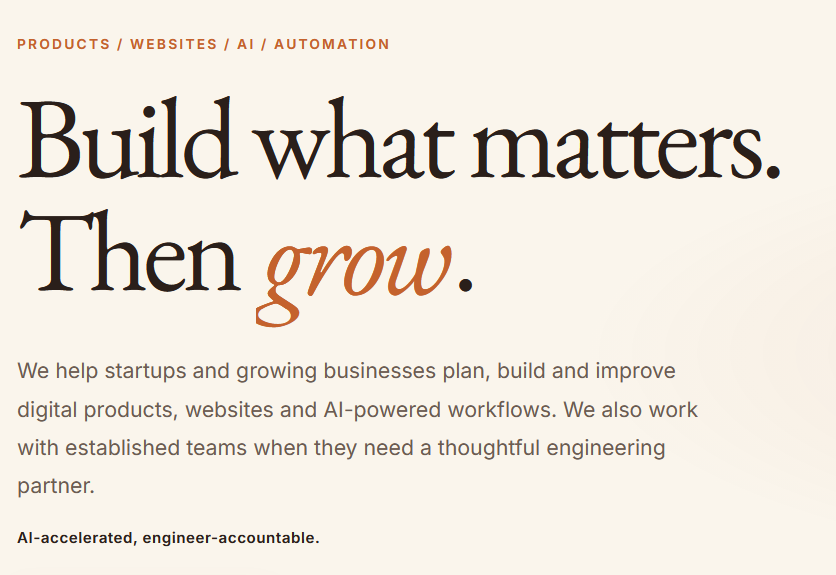 PRODUCTS / WEBSITES / AI / AUTOMATION
Build what matters.
Then grow.
We help startups and growing businesses plan, build and improve
digital products, websites and AI-powered workflows. We also work
with established teams when they need a thoughtful engineering
partner.
AI-accelerated, engineer-accountable.